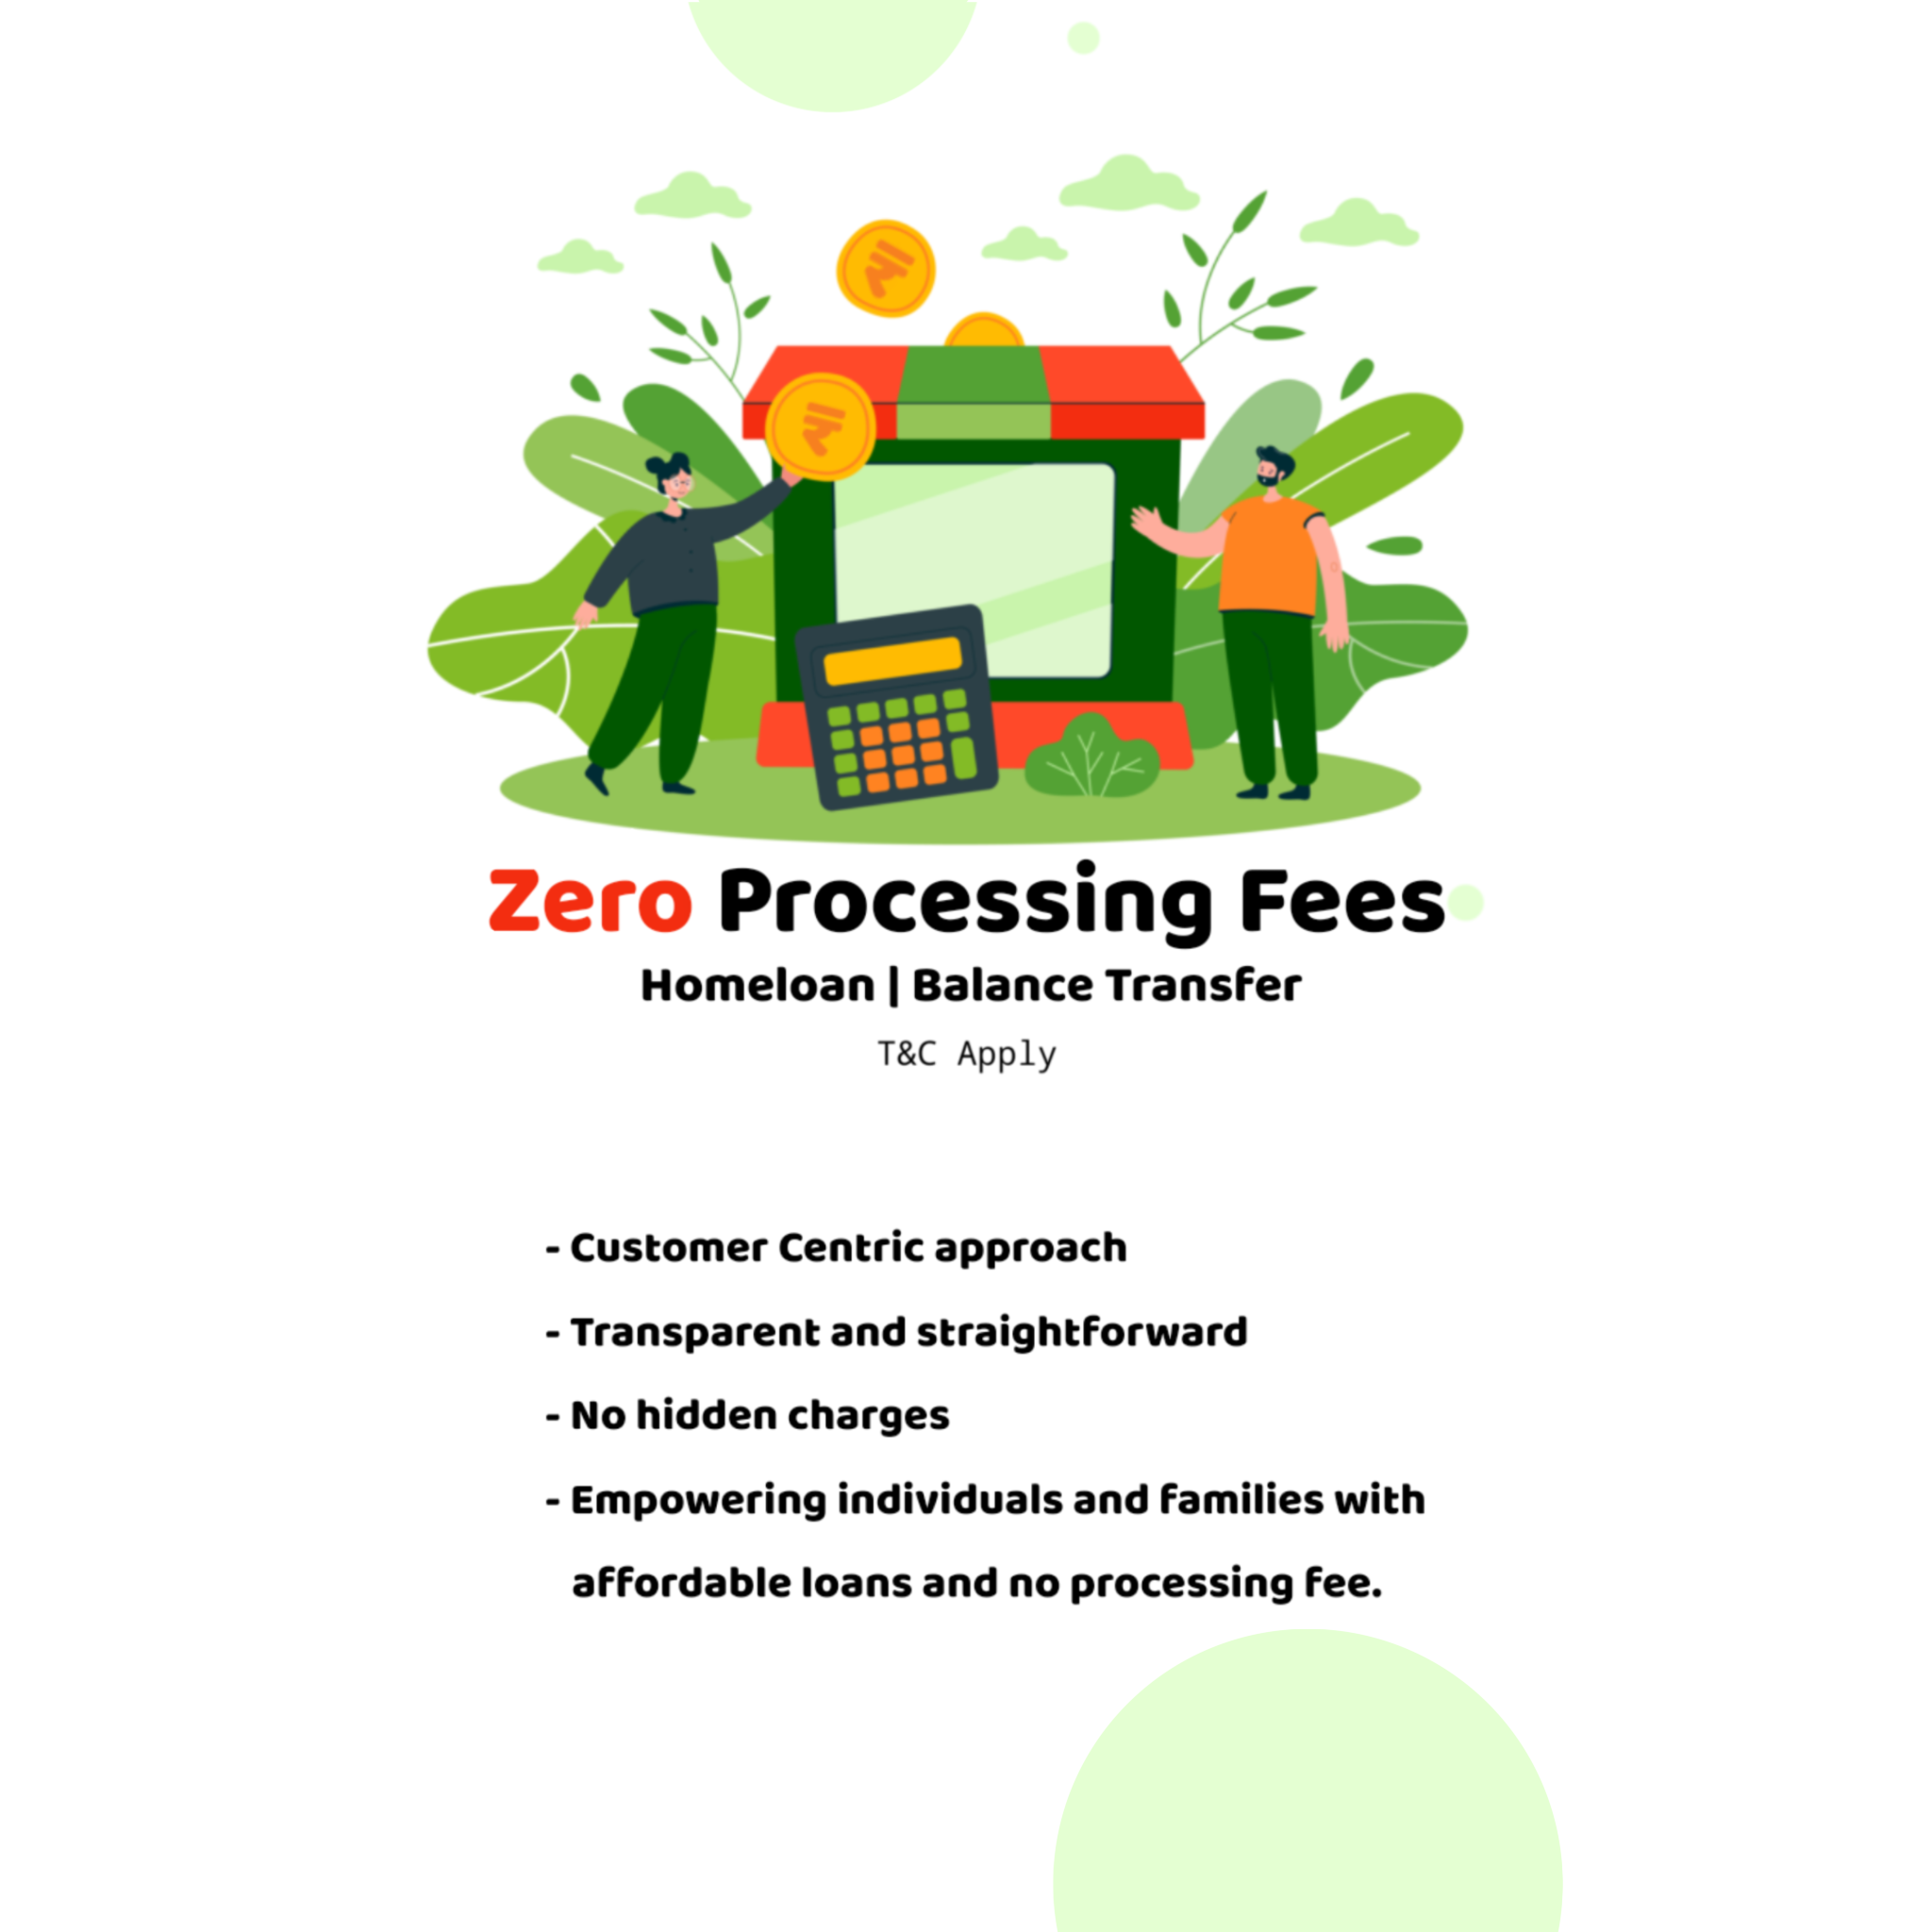 ₹
₹
Zero Processing Fees
Homeloan | Balance Transfer
T&C Apply
- Customer Centric approach
- Transparent and straightforward
- No hidden charges
- Empowering individuals and families with
affordable loans and no processing fee.